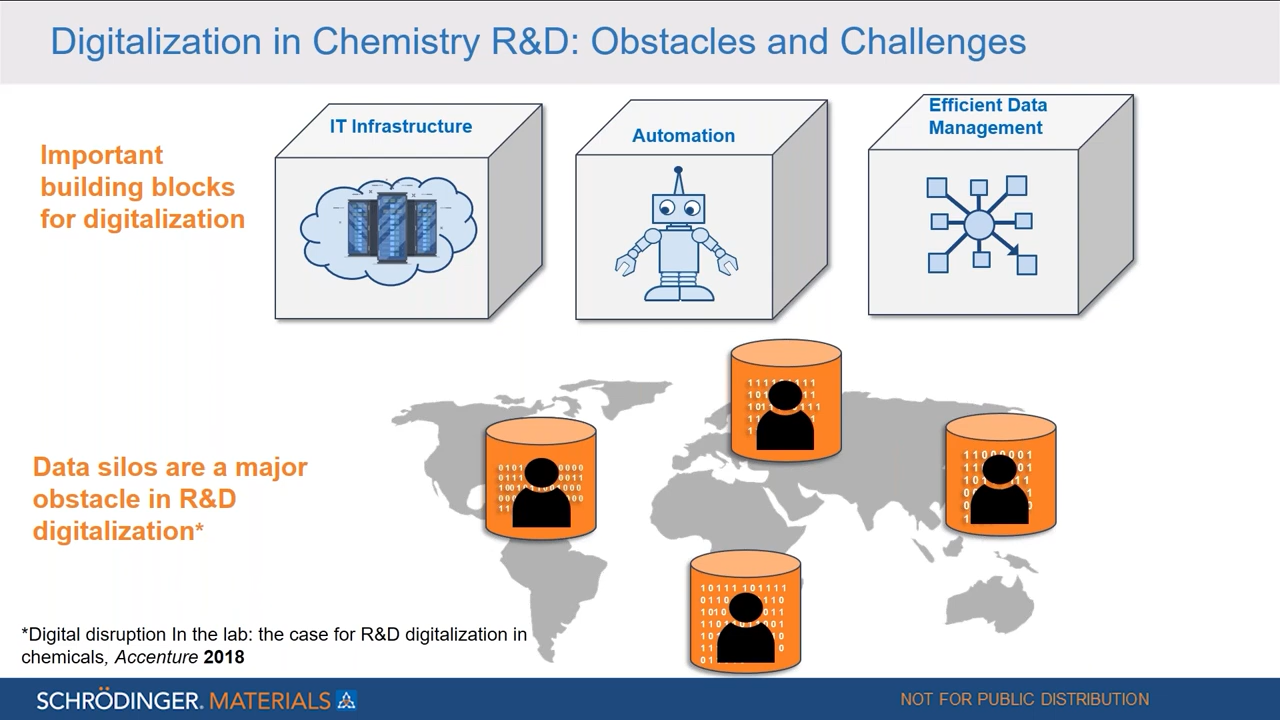 Digitalization in Chemistry R&D: Obstacles and Challenges
Important
building blocks
for digitalization
IT Infrastructure
Automation
Efficient Data
Management
Data silos are a major
obstacle in R&D
digitalization*
*Digital disruption In the lab: the case for R&D digitalization in
chemicals, Accenture 2018
SCHRÖDINGER. MATERIALS
NOT FOR PUBLIC DISTRIBUTION